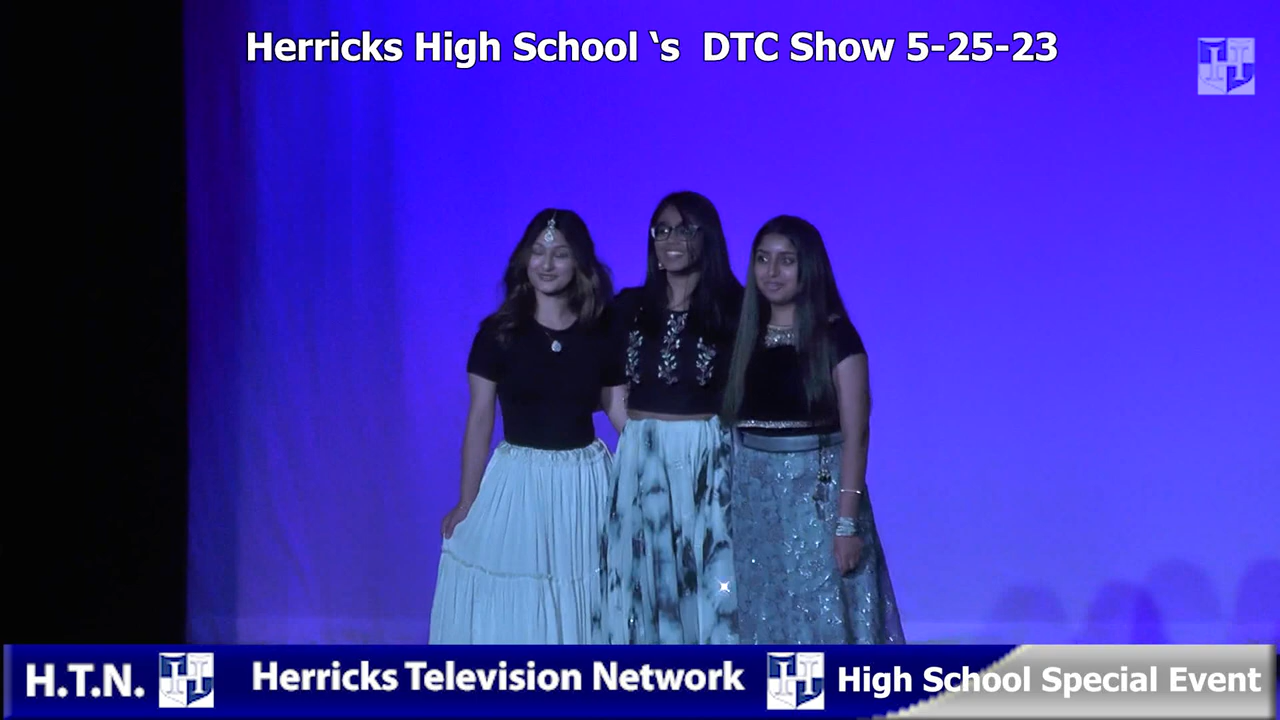 Herricks High School ‘s  DTC Show 5-25-23
H.T.N. Herricks Television Network High School Special Event